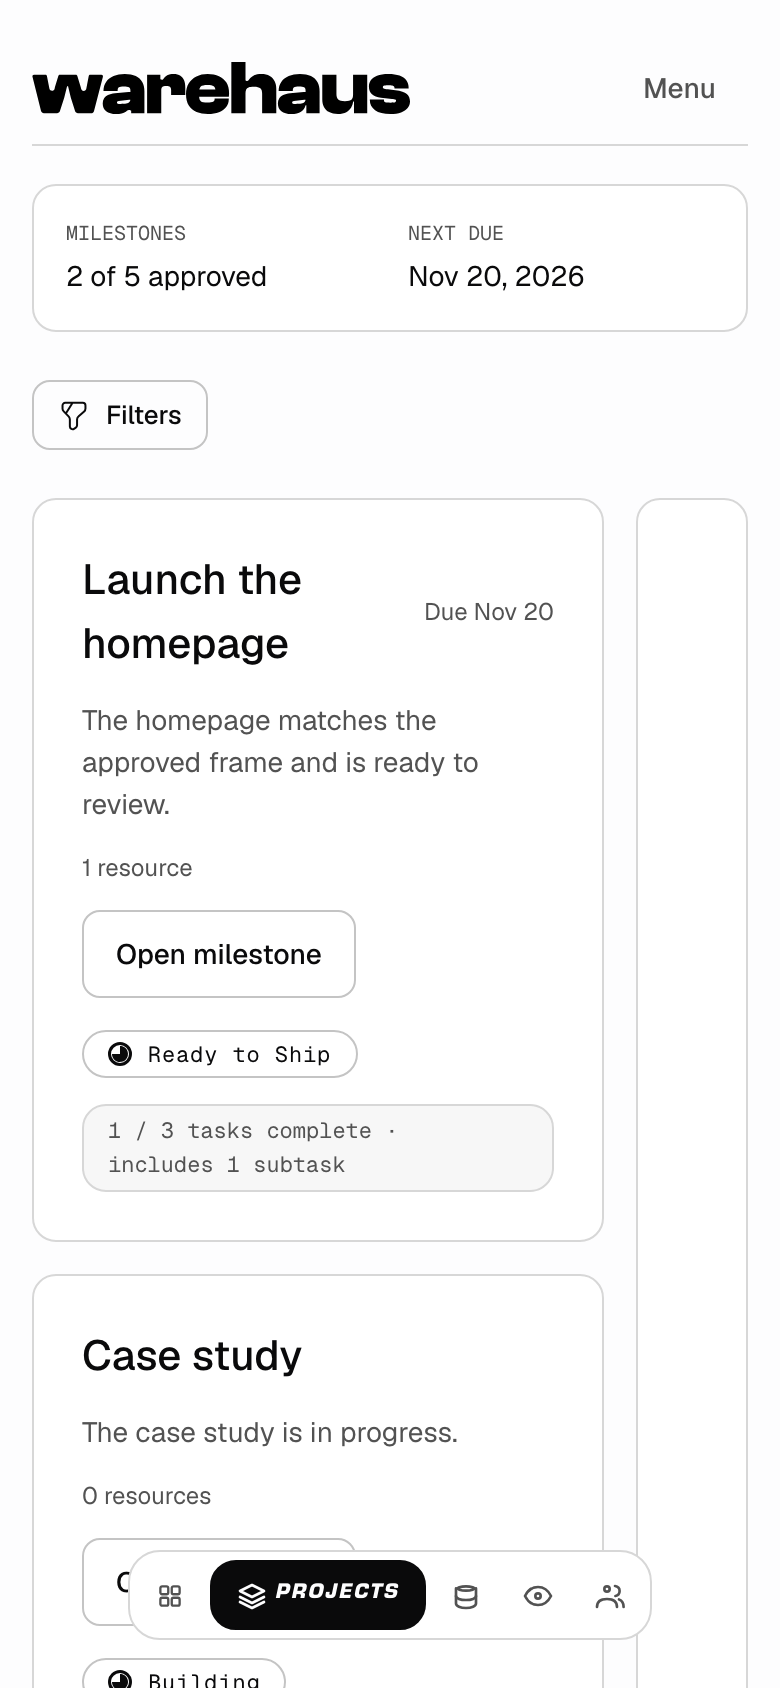 warehaus
Menu
MILESTONES
2 of 5 approved
NEXT DUE
Nov 20, 2026
Filters
Launch the
homepage
Due Nov 20
The homepage matches the
approved frame and is ready to
review.
1 resource
Open milestone
Ready to Ship
1 / 3 tasks complete ·
includes 1 subtask
Case study
The case study is in progress.
0 resources
PROJECTS
Building